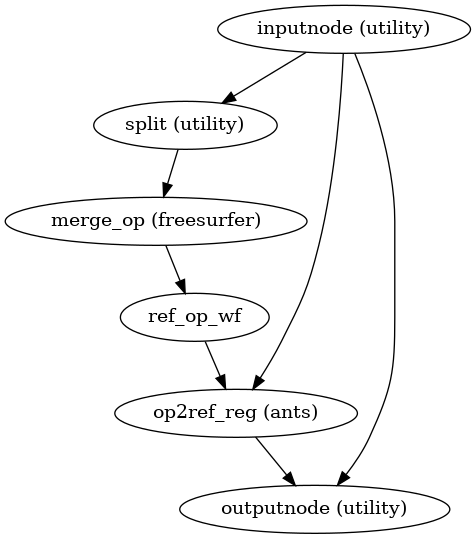 inputnode (utility)
split (utility)
merge_op (freesurfer)
ref_op_wf
op2ref_reg (ants)
outputnode (utility)